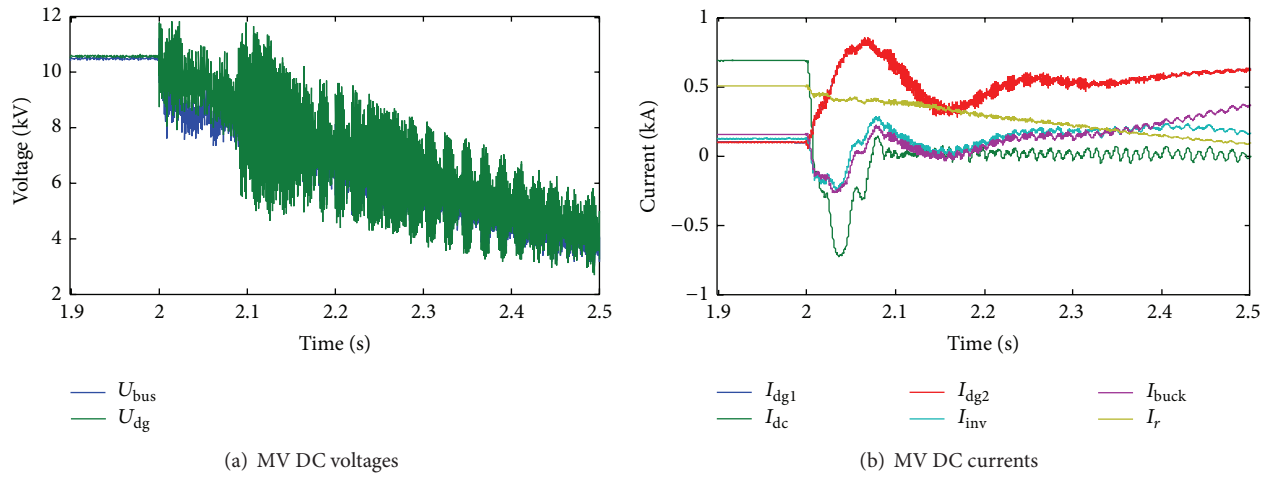 12
10
8
6
4
2
Voltage (kV)
1.9 2 2.1 2.2 2.3 2.4 2.5
Time (s)
U_bus
U_dg
(a) MV DC voltages
1
0.5
0
−0.5
−1
Current (kA)
1.9 2 2.1 2.2 2.3 2.4 2.5
Time (s)
I_dg1 I_dg2 I_buck
I_dc I_inv I_r
(b) MV DC currents